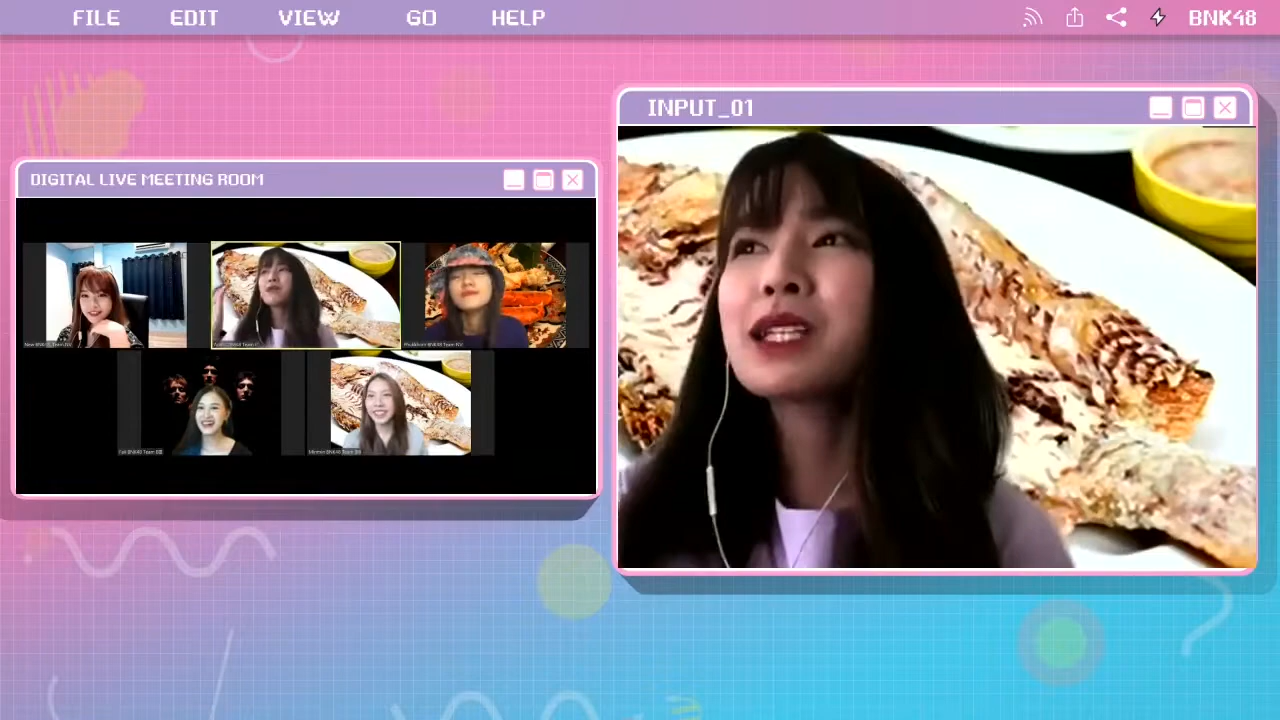 FILE EDIT VIEW GO HELP BNK48
INPUT_01
DIGITAL LIVE MEETING ROOM